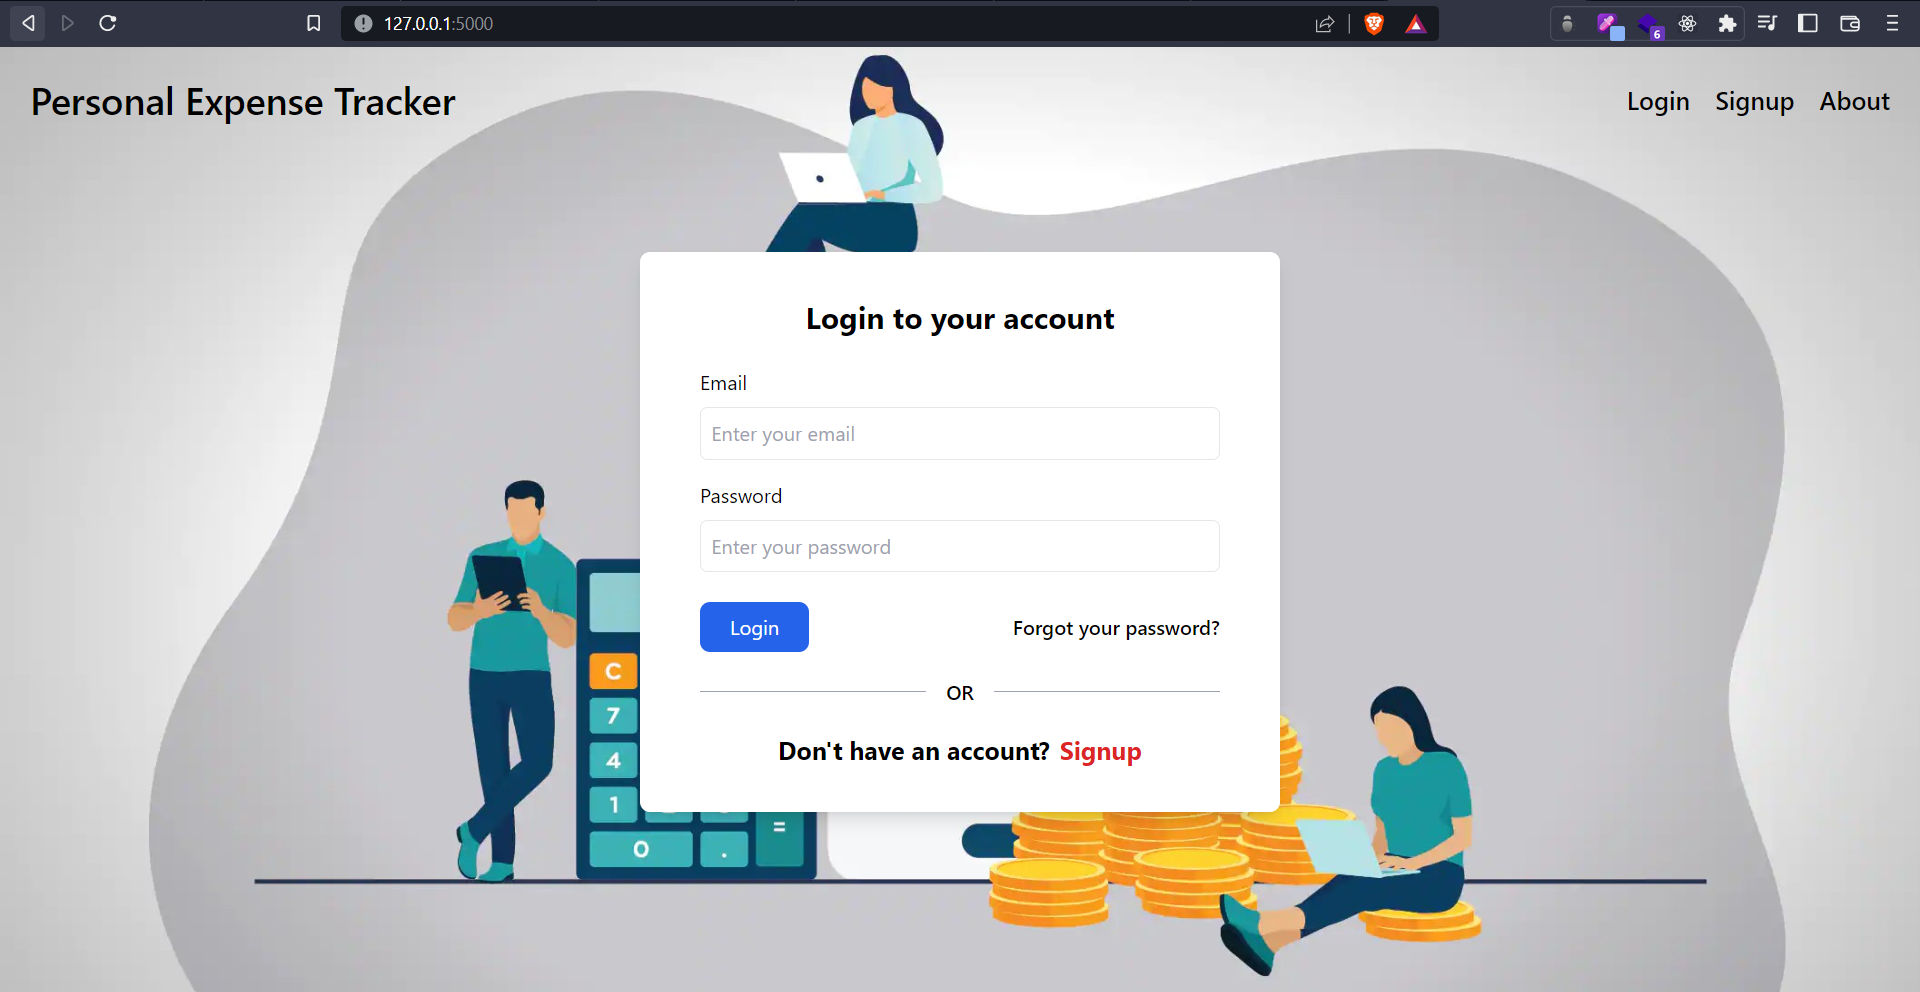 127.0.0.1:5000
6
Personal Expense Tracker
Login Signup About
Login to your account
Email
Enter your email
Password
Enter your password
Login
Forgot your password?
OR
Don't have an account? Signup
C
7
4
1
=
0 .